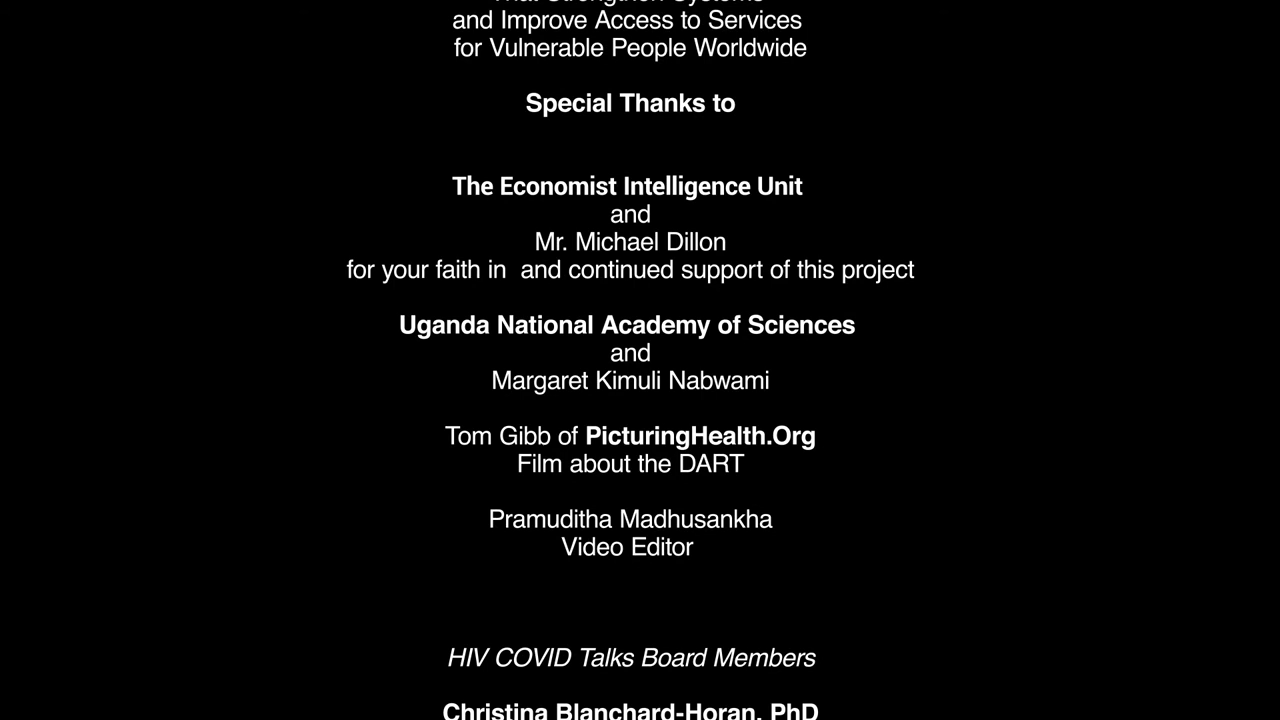 That Strengthen Systems
and Improve Access to Services
for Vulnerable People Worldwide
Special Thanks to
The Economist Intelligence Unit
and
Mr. Michael Dillon
for your faith in  and continued support of this project
Uganda National Academy of Sciences
and
Margaret Kimuli Nabwami
Tom Gibb of PicturingHealth.Org
Film about the DART
Pramuditha Madhusankha
Video Editor
HIV COVID Talks Board Members
Christina Blanchard-Horan, PhD